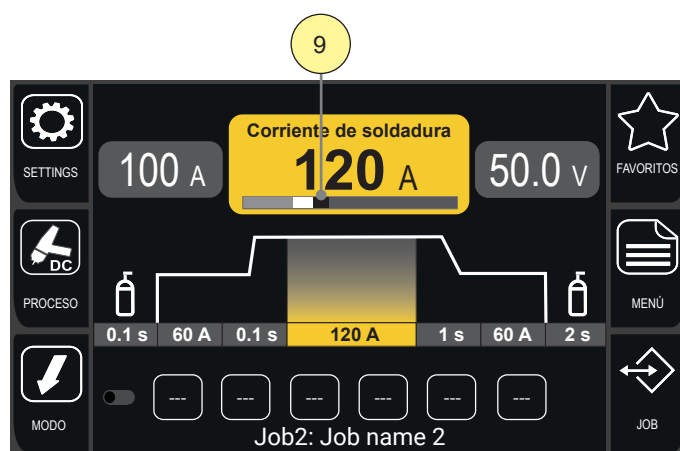 9
SETTINGS
PROCESO
DC
MODO
100 A
Corriente de soldadura
120 A
50.0 V
0.1 s 60 A 0.1 s 120 A 1 s 60 A 2 s
--- --- --- --- --- ---
Job2: Job name 2
FAVORITOS
MENÚ
JOB